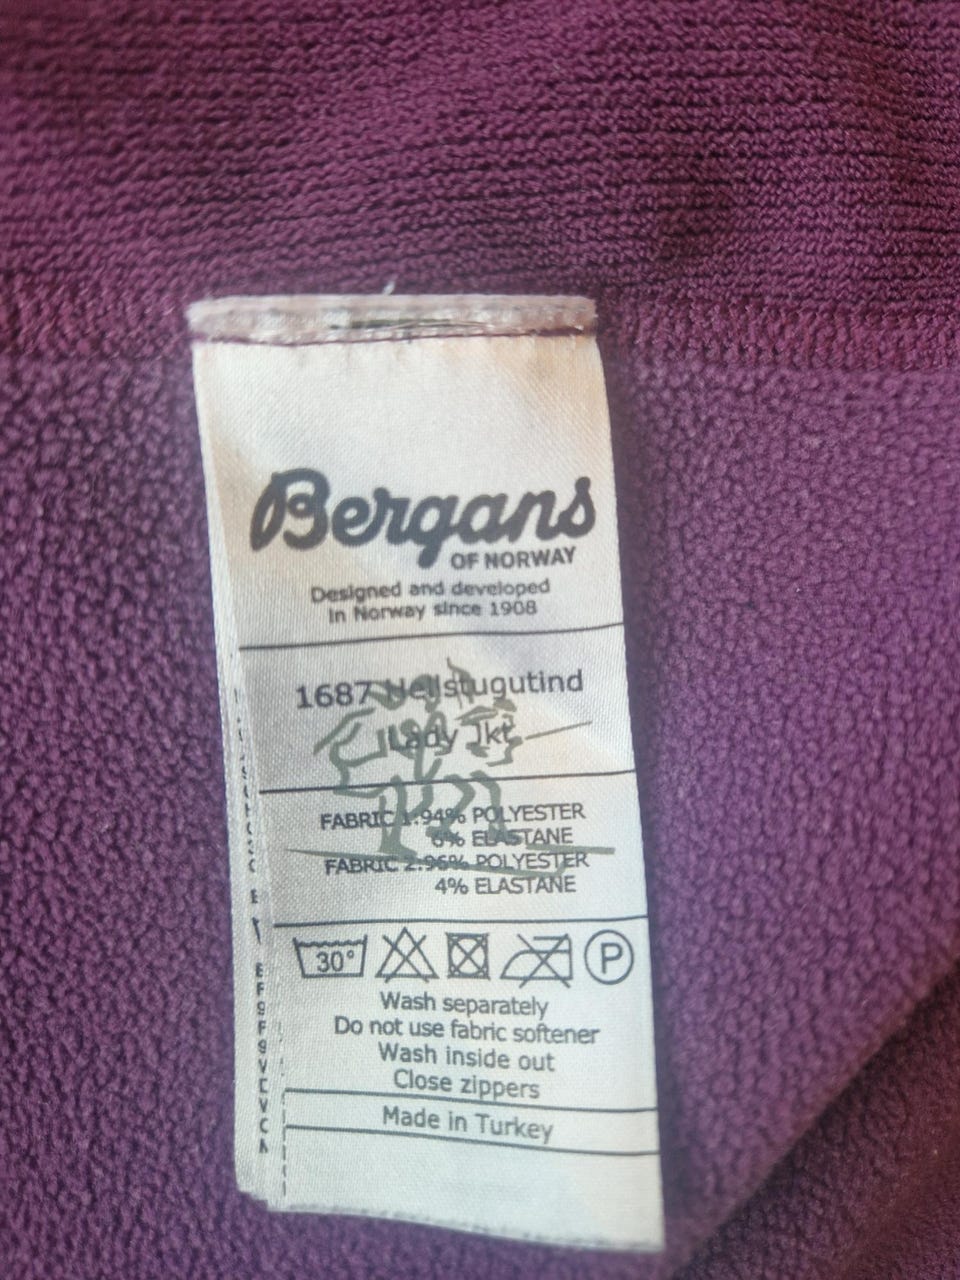 Bergans
OF NORWAY
Designed and developed
in Norway since 1908
1687 Hellstugutind
Lady Jkt
FABRIC 1:94% POLYESTER
6% ELASTANE
FABRIC 2:96% POLYESTER
4% ELASTANE
30°
P
Wash separately
Do not use fabric softener
Wash inside out
Close zippers
Made in Turkey